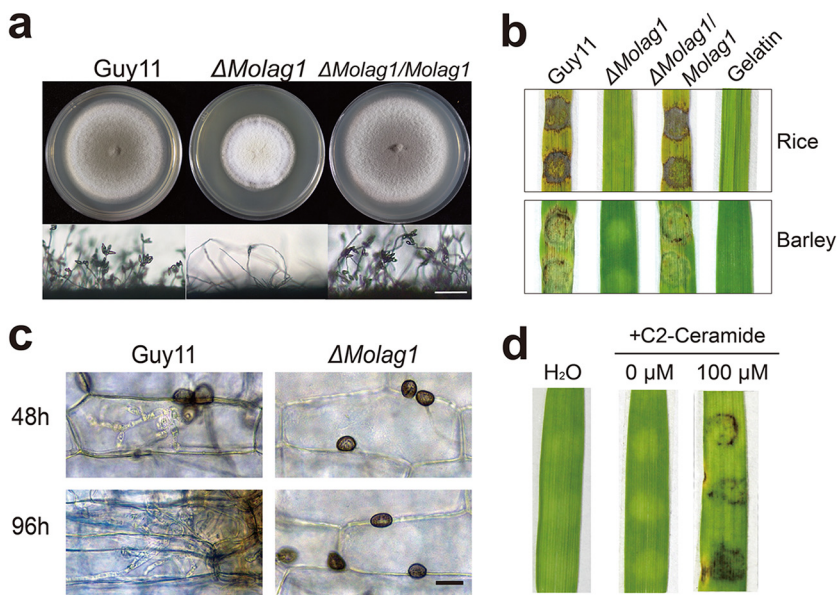 a
Guy11 ΔMolag1 ΔMolag1/Molag1
b
Guy11
ΔMolag1
ΔMolag1/
Molag1
Gelatin
Rice
Barley
c
Guy11 ΔMolag1
48h
96h
d
+C2-Ceramide
H₂O 0 μM 100 μM